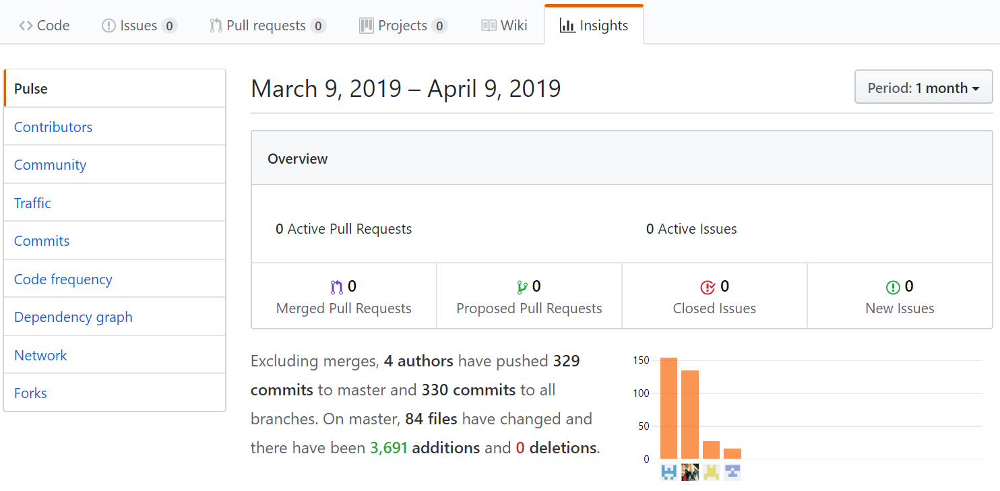 Code Issues 0 Pull requests 0 Projects 0 Wiki Insights
Pulse
Contributors
Community
Traffic
Commits
Code frequency
Dependency graph
Network
Forks
March 9, 2019 – April 9, 2019
Period: 1 month
Overview
0 Active Pull Requests
0 Active Issues
0
Merged Pull Requests
0
Proposed Pull Requests
0
Closed Issues
0
New Issues
Excluding merges, 4 authors have pushed 329
commits to master and 330 commits to all
branches. On master, 84 files have changed and
there have been 3,691 additions and 0 deletions.
150
100
50
0